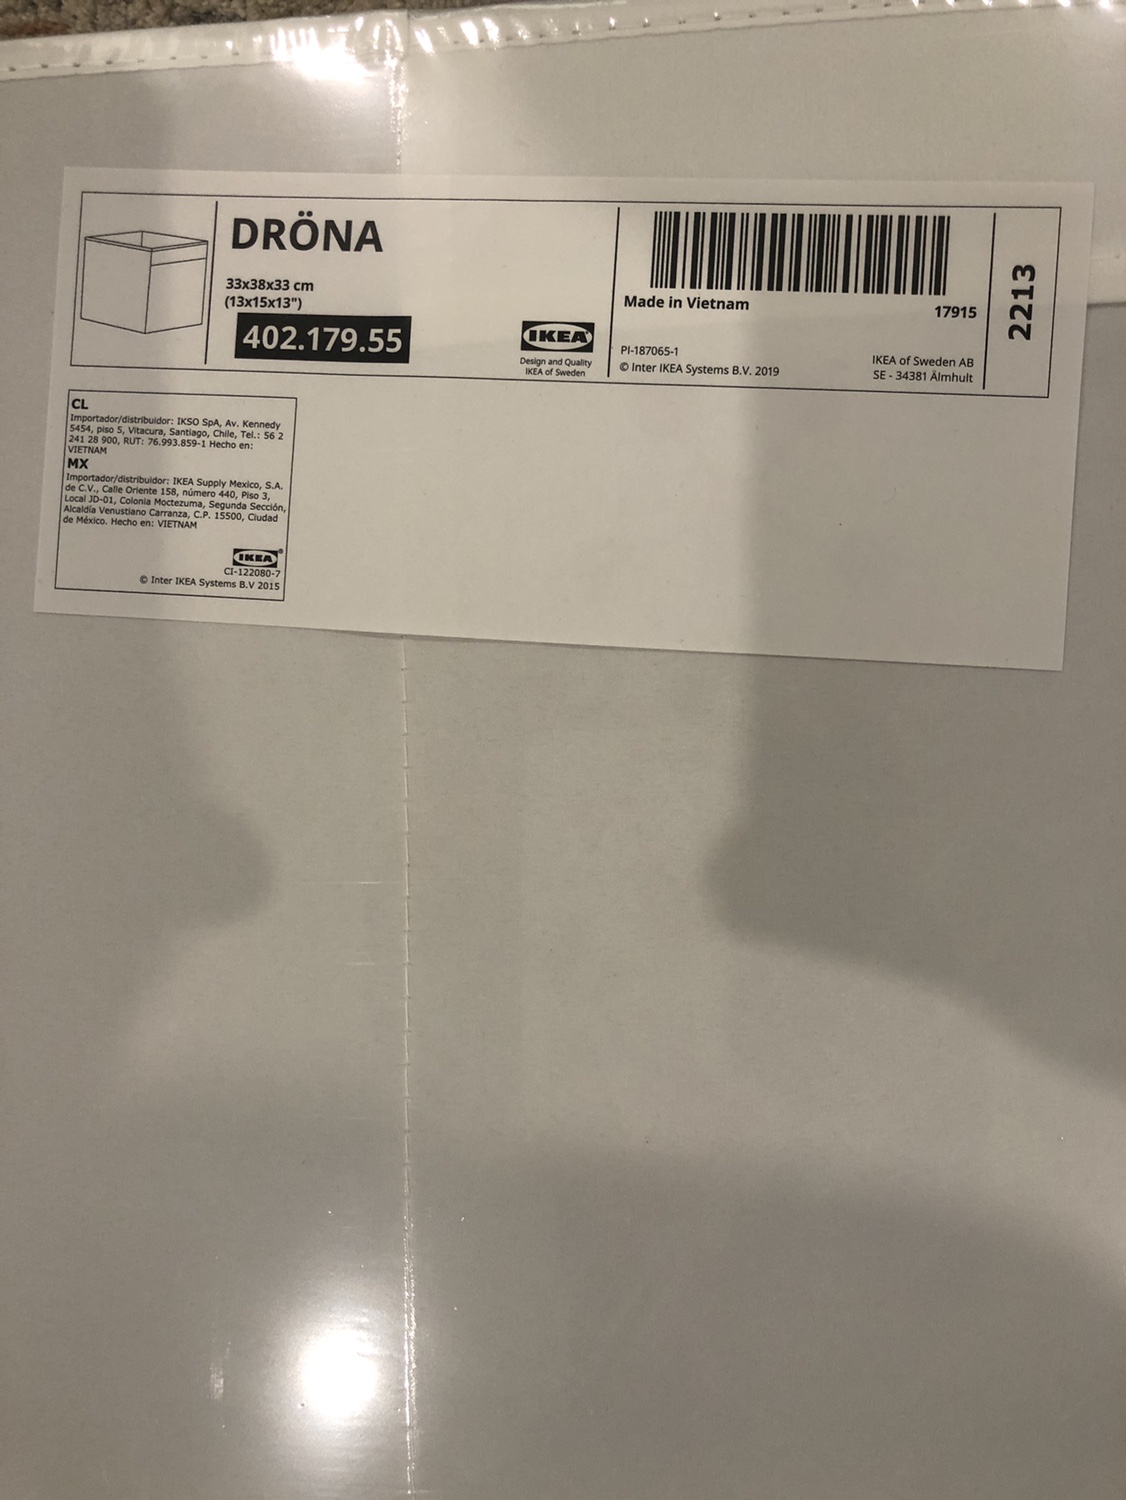 DRÖNA
33x38x33 cm
(13x15x13")
402.179.55
IKEA
Design and Quality
IKEA of Sweden
Made in Vietnam
17915
PI-187065-1
© Inter IKEA Systems B.V. 2019
IKEA of Sweden AB
SE - 34381 Älmhult
2213
CL
Importador/distribuidor: IKSO SpA, Av. Kennedy
5454, piso 5, Vitacura, Santiago, Chile, Tel.: 56 2
241 28 900, RUT: 76.993.859-1 Hecho en:
VIETNAM
MX
Importador/distribuidor: IKEA Supply Mexico, S.A.
de C.V., Calle Oriente 158, número 440, Piso 3,
Local JD-01, Colonia Moctezuma, Segunda Sección,
Alcaldía Venustiano Carranza, C.P. 15500, Ciudad
de México. Hecho en: VIETNAM
IKEA®
CI-122080-7
© Inter IKEA Systems B.V 2015